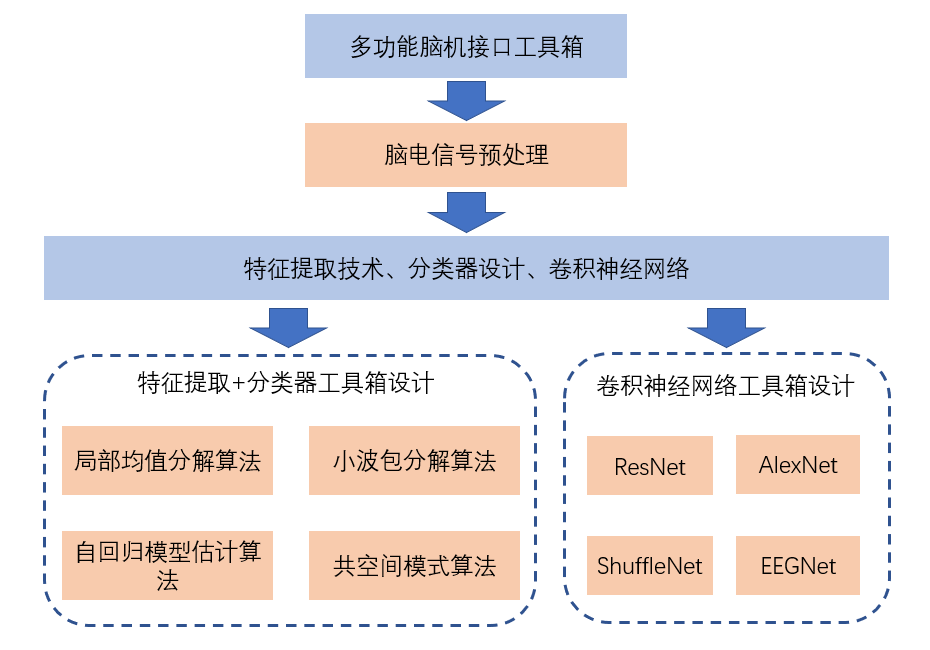 多功能脑机接口工具箱
脑电信号预处理
特征提取技术、分类器设计、卷积神经网络
特征提取+分类器工具箱设计
局部均值分解算法
小波包分解算法
自回归模型估计算
法
共空间模式算法
卷积神经网络工具箱设计
ResNet
AlexNet
ShuffleNet
EEGNet